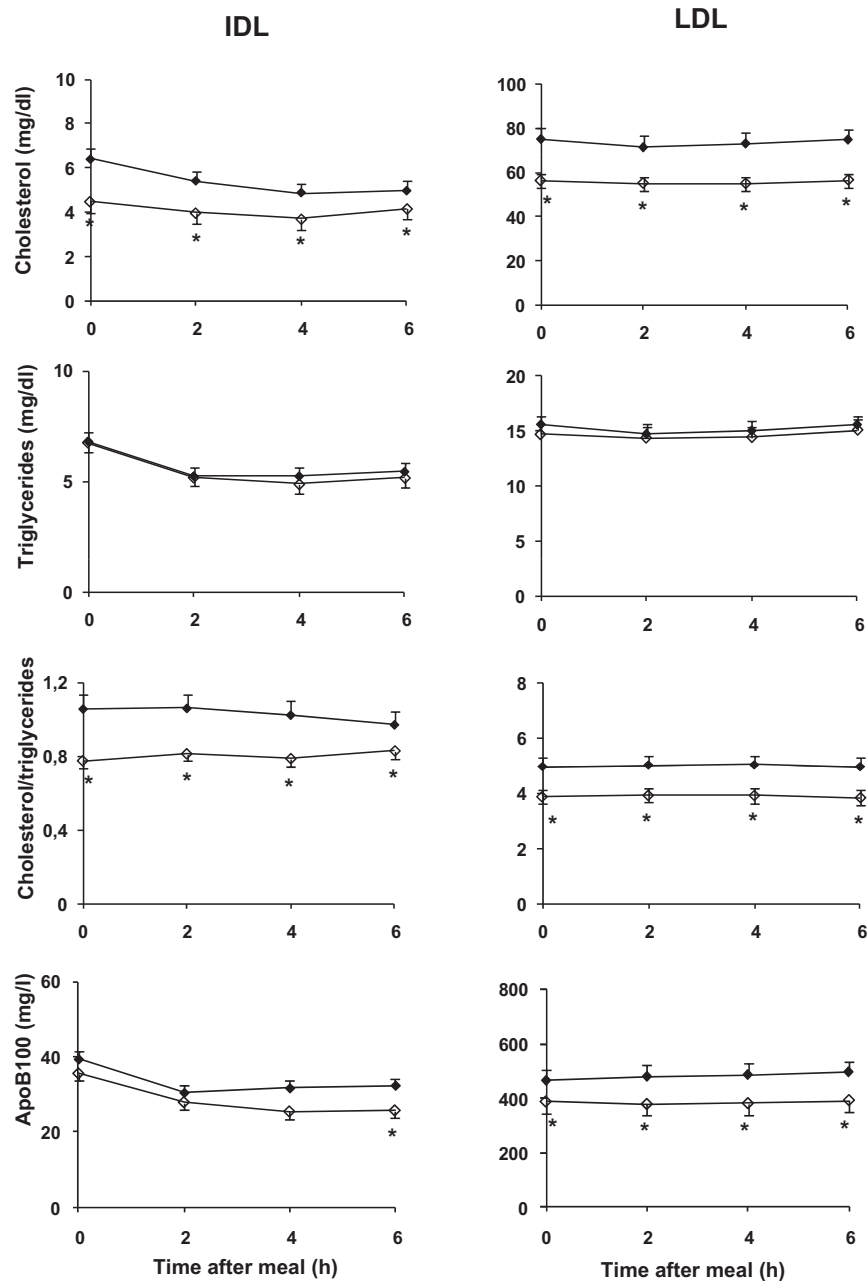 IDL
LDL
Cholesterol (mg/dl)
10
8
6
4
2
0
* * * *
0 2 4 6
100
80
60
40
20
0
* * * *
0 2 4 6
Triglycerides (mg/dl)
10
5
0
0 2 4 6
20
15
10
5
0
0 2 4 6
Cholesterol/triglycerides
1,2
0,8
0,4
0
* * * *
0 2 4 6
8
6
4
2
0
* * * *
0 2 4 6
ApoB100 (mg/l)
60
40
20
0
*
0 2 4 6
Time after meal (h)
800
600
400
200
0
* * * *
0 2 4 6
Time after meal (h)